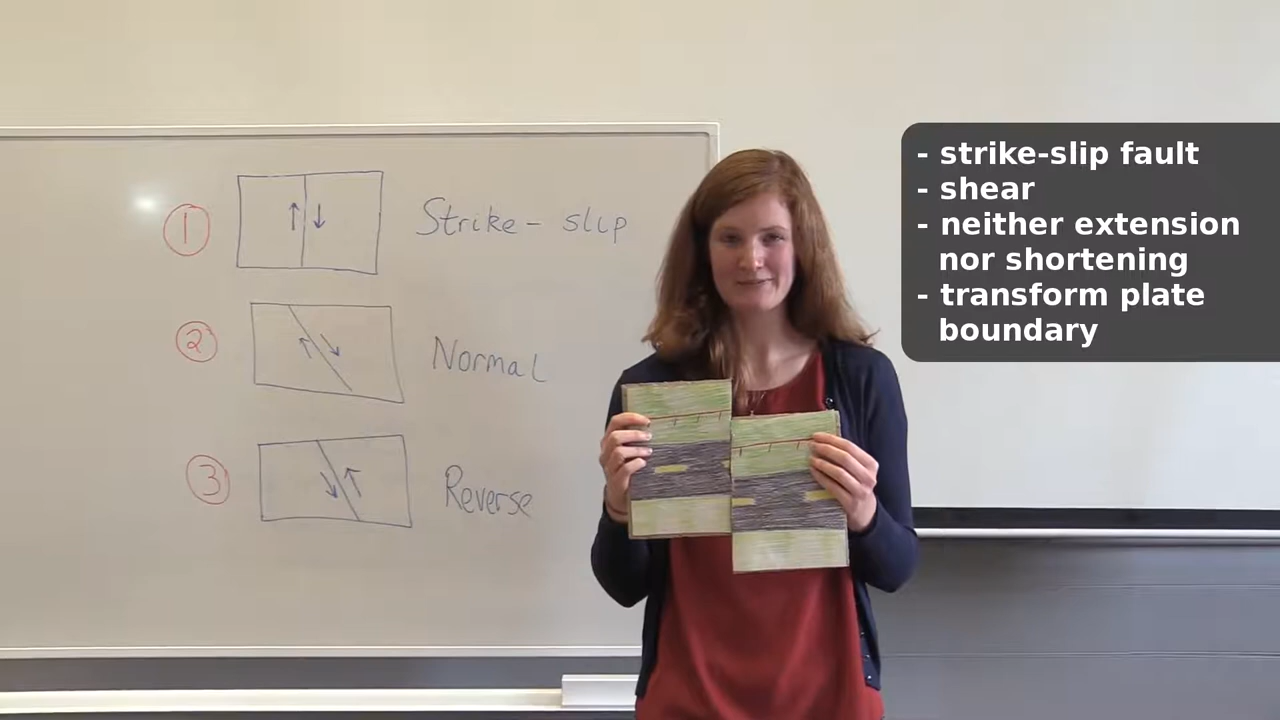 ① Strike-slip
② Normal
③ Reverse
- strike-slip fault
- shear
- neither extension
nor shortening
- transform plate
boundary